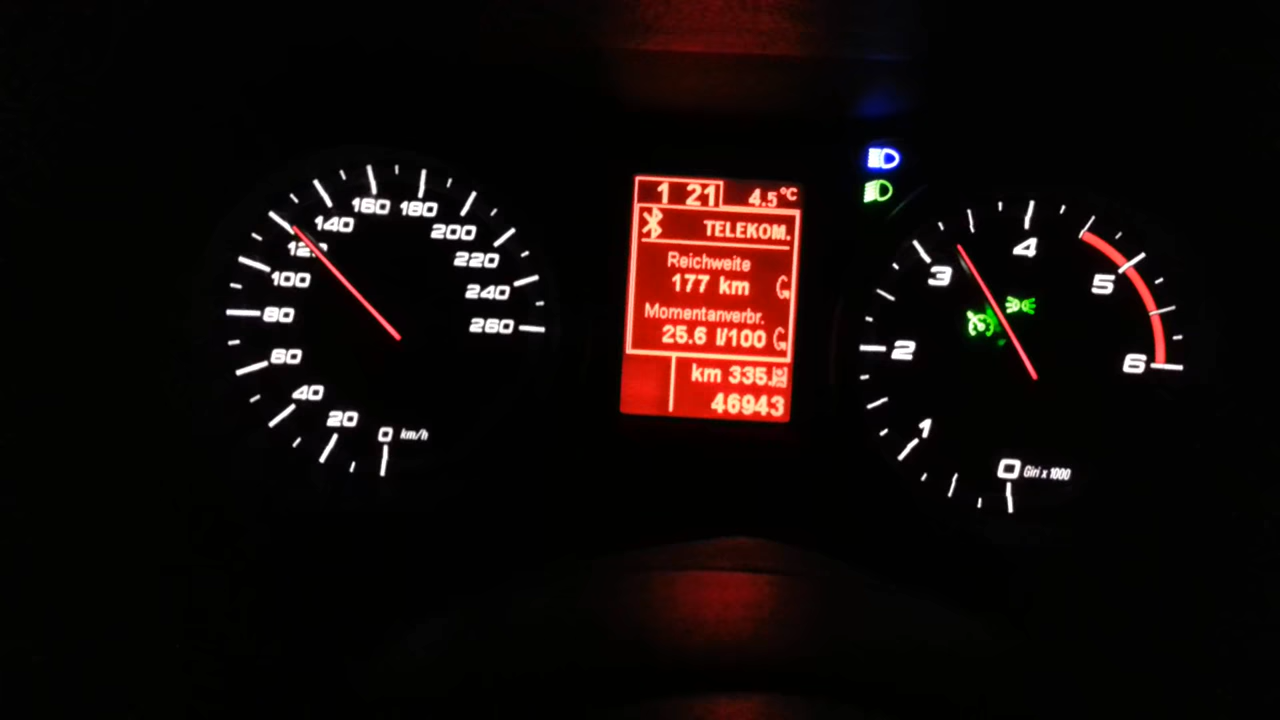 0
20
40
60
80
100
120
140
160
180
200
220
240
260
km/h
1 21 4.5°C
TELEKOM.
Reichweite
177 km
Momentanverbr.
25.6 l/100
km 335.
46943
0
1
2
3
4
5
6
Giri x 1000